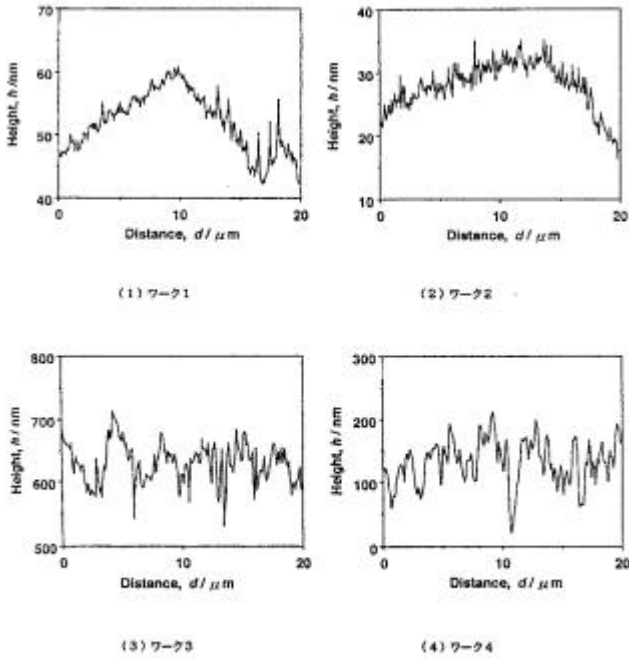 70
60
50
40
Height, h /nm
0
10
20
Distance, d / μm
(1)ワーク1
40
30
20
10
Height, h /nm
0
10
20
Distance, d / μm
(2)ワーク2
800
700
600
500
Height, h /nm
0
10
20
Distance, d / μm
(3)ワーク3
300
200
100
0
Height, h /nm
0
10
20
Distance, d / μm
(4)ワーク4